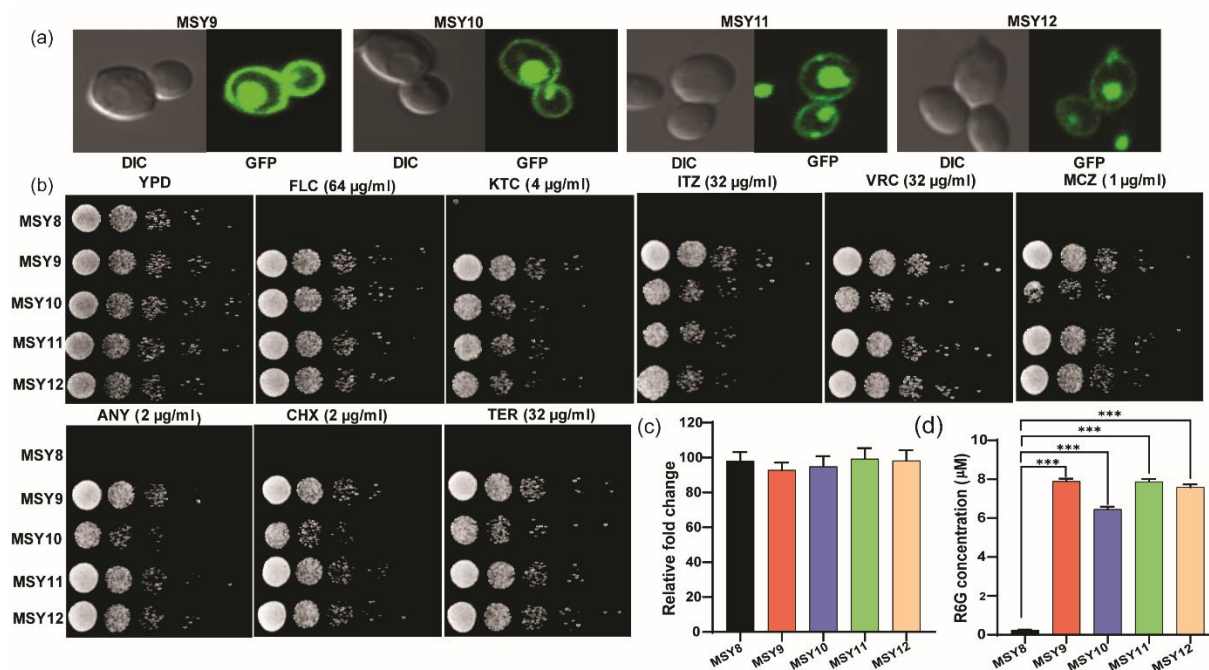 (a)
MSY9 MSY10 MSY11 MSY12
DIC GFP DIC GFP DIC GFP DIC GFP
(b)
YPD FLC (64 µg/ml) KTC (4 µg/ml) ITZ (32 µg/ml) VRC (32 µg/ml) MCZ (1 µg/ml)
MSY8
MSY9
MSY10
MSY11
MSY12
ANY (2 µg/ml) CHX (2 µg/ml) TER (32 µg/ml)
MSY8
MSY9
MSY10
MSY11
MSY12
(c)
Relative fold change
120
100
80
60
40
20
0
MSY8 MSY9 MSY10 MSY11 MSY12
(d)
R6G concentration (µM)
8
6
4
2
0
***
***
***
***
MSY8 MSY9 MSY10 MSY11 MSY12